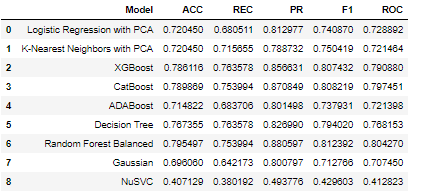 Model ACC REC PR F1 ROC
0 Logistic Regression with PCA 0.720450 0.680511 0.812977 0.740870 0.728892
1 K-Nearest Neighbors with PCA 0.720450 0.715655 0.788732 0.750419 0.721464
2 XGBoost 0.786116 0.763578 0.856631 0.807432 0.790880
3 CatBoost 0.789869 0.753994 0.870849 0.808219 0.797451
4 ADABoost 0.714822 0.683706 0.801498 0.737931 0.721398
5 Decision Tree 0.767355 0.763578 0.826990 0.794020 0.768153
6 Random Forest Balanced 0.795497 0.753994 0.880597 0.812392 0.804270
7 Gaussian 0.696060 0.642173 0.800797 0.712766 0.707450
8 NuSVC 0.407129 0.380192 0.493776 0.429603 0.412823